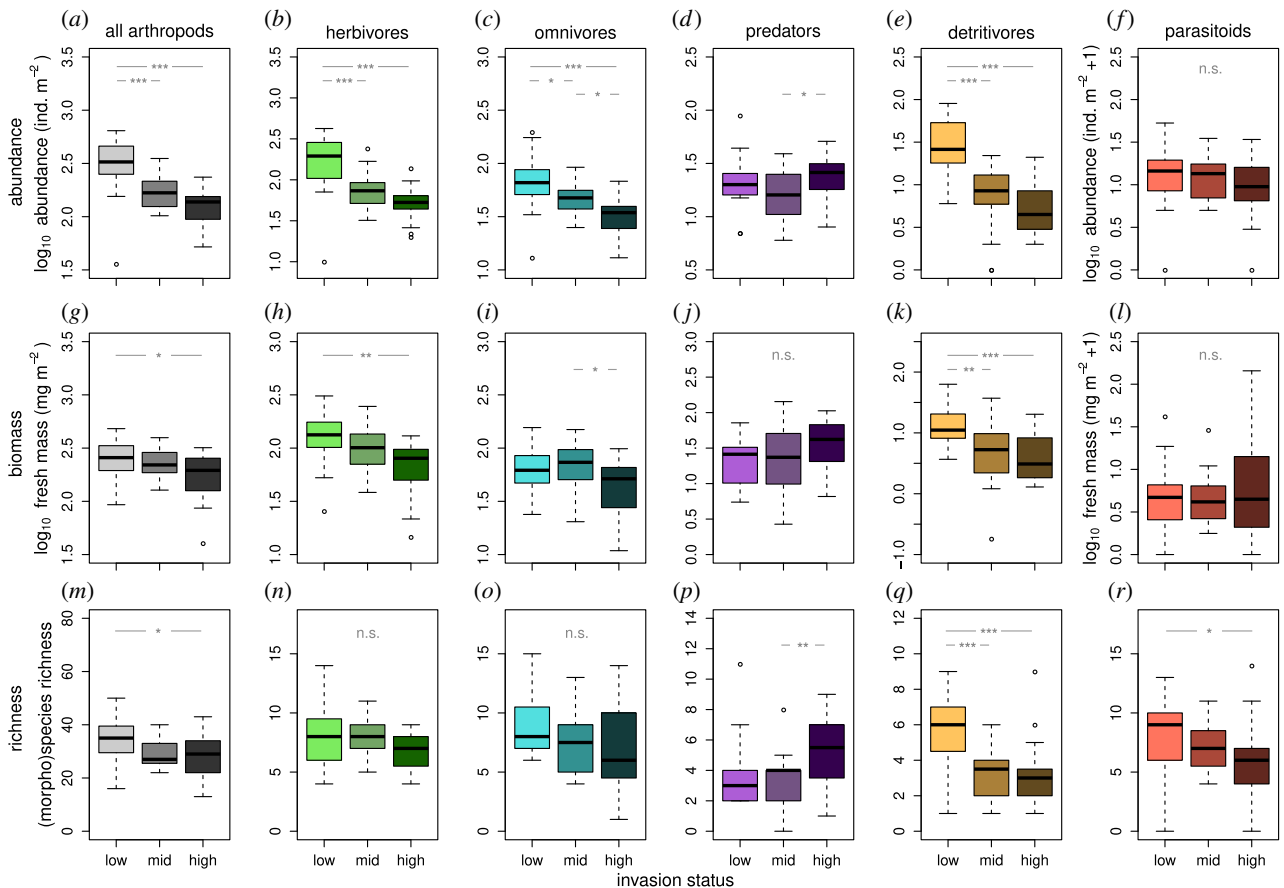 (a) (b) (c) (d) (e) (f)
all arthropods herbivores omnivores predators detritivores parasitoids
abundance
log₁₀ abundance (ind. m⁻²)
1.5 2.0 2.5 3.0 3.5
*** ***
1.0 1.5 2.0 2.5 3.0 3.5
*** ***
1.0 1.5 2.0 2.5 3.0
*** * *
0.5 1.0 1.5 2.0 2.5
*
0.0 0.5 1.0 1.5 2.0 2.5
*** ***
log₁₀ abundance (ind. m⁻² +1)
0.0 0.5 1.0 1.5 2.0 2.5
n.s.
(g) (h) (i) (j) (k) (l)
biomass
log₁₀ fresh mass (mg m⁻²)
1.5 2.0 2.5 3.0 3.5
*
1.0 1.5 2.0 2.5 3.0
**
1.0 1.5 2.0 2.5 3.0
*
0.0 0.5 1.0 1.5 2.0 2.5 3.0
n.s.
−1.0 0.0 1.0 2.0
*** **
log₁₀ fresh mass (mg m⁻² +1)
0.0 0.5 1.0 1.5 2.0 2.5
n.s.
(m) (n) (o) (p) (q) (r)
richness
(morpho)species richness
0 20 40 60 80
*
0 5 10 15
n.s.
0 5 10 15
n.s.
0 2 4 6 8 10 12 14
**
0 2 4 6 8 10 12
*** ***
0 5 10 15
*
low mid high low mid high low mid high low mid high low mid high low mid high
invasion status